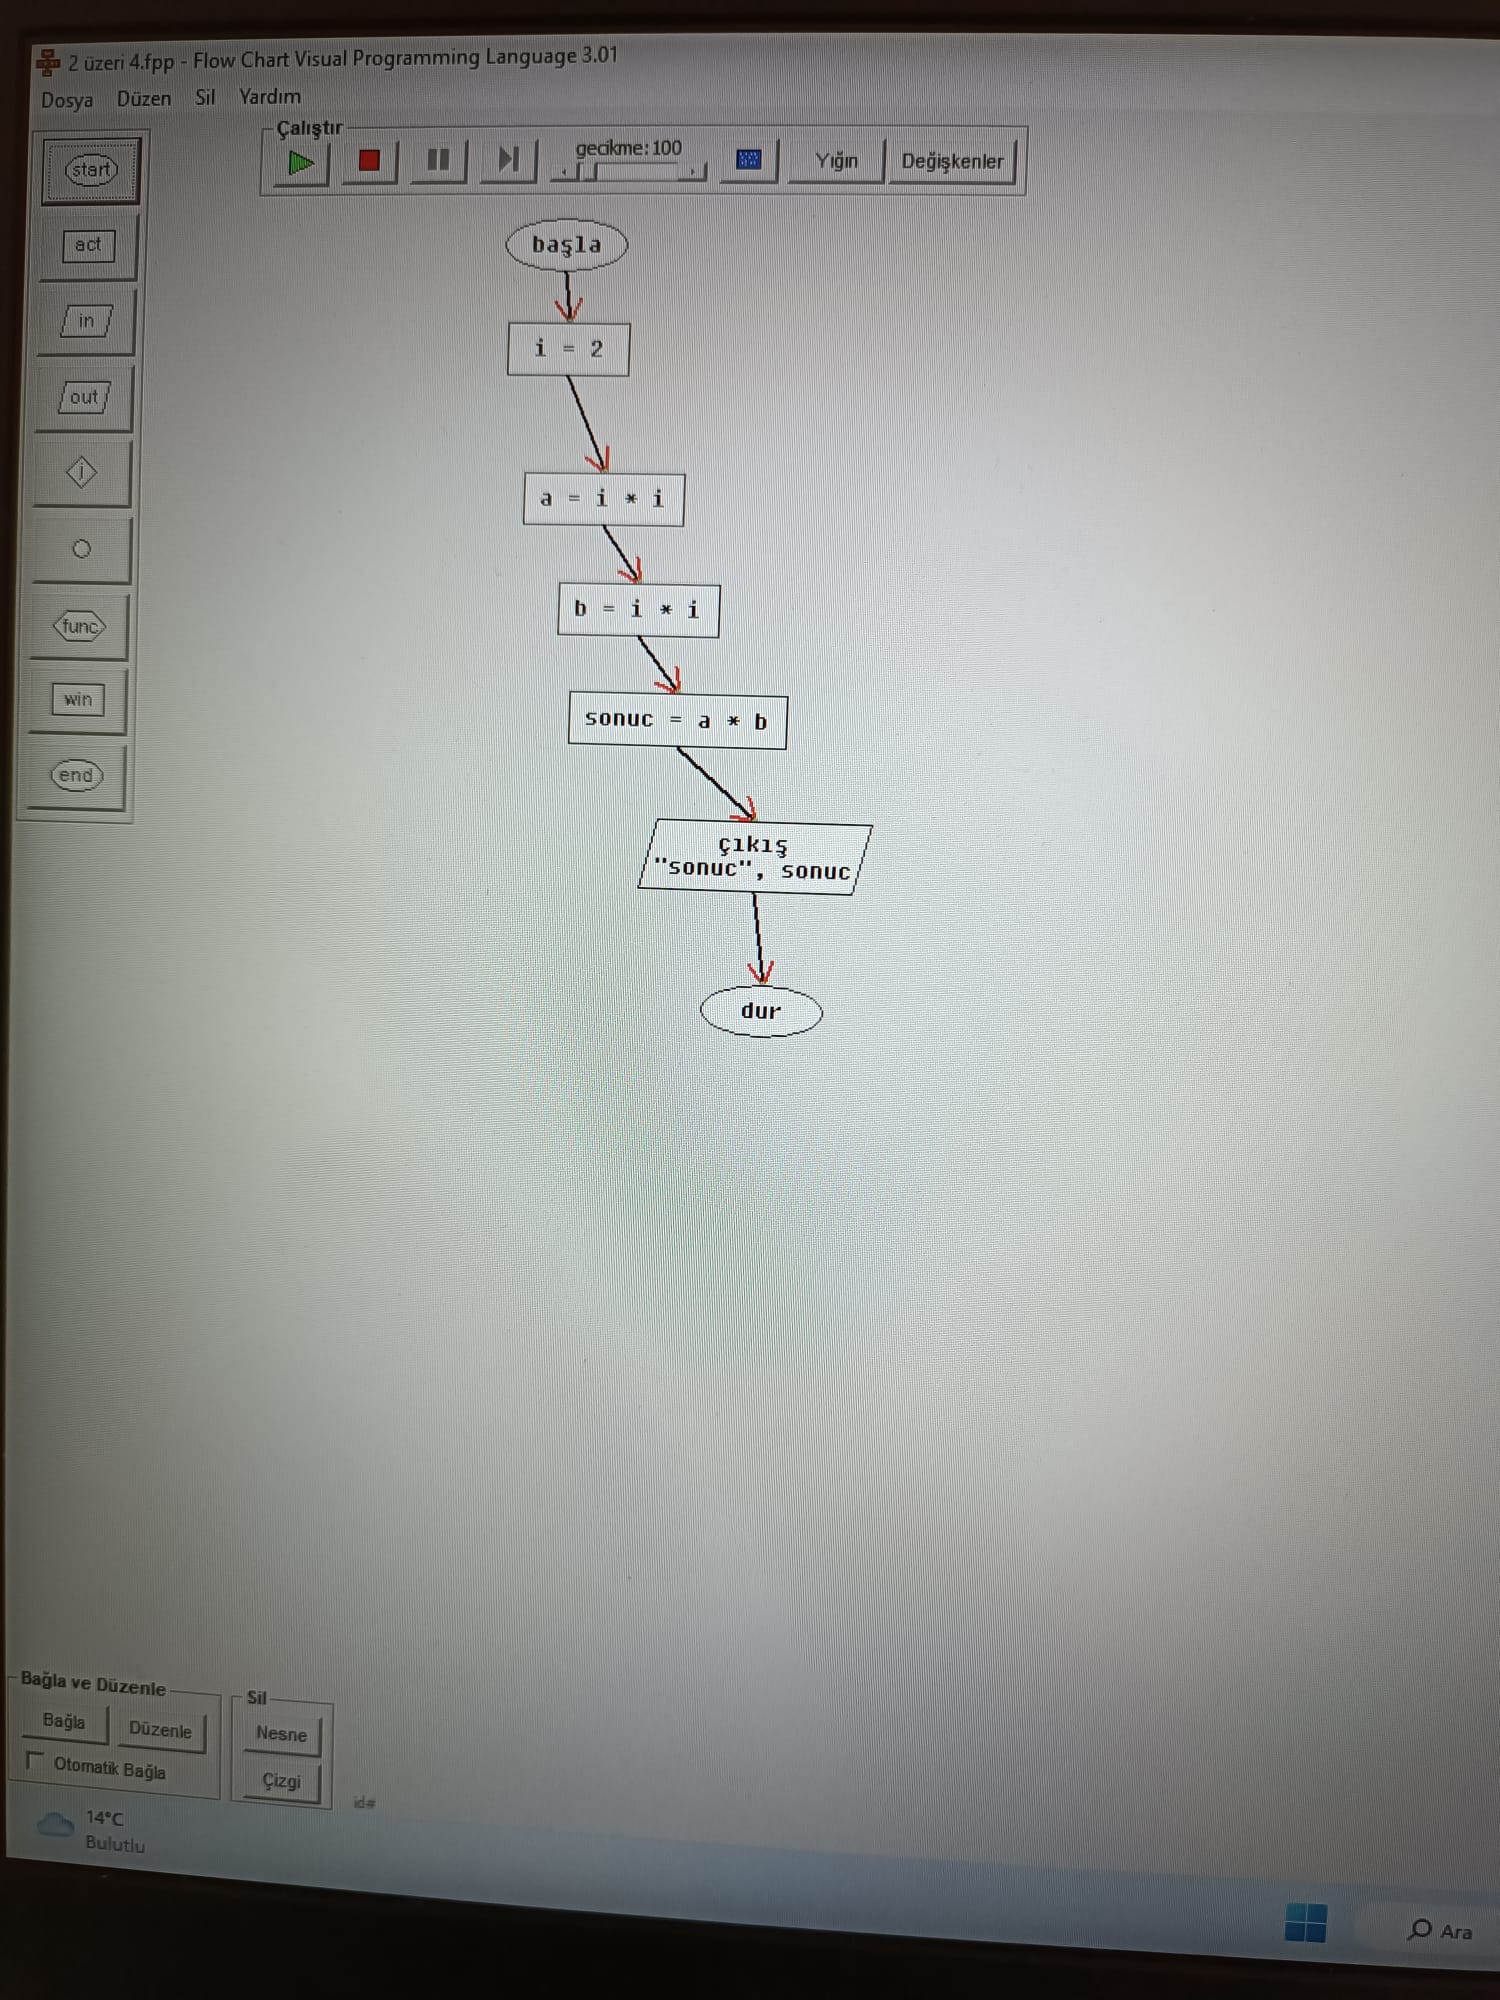 2 üzeri 4.fpp - Flow Chart Visual Programming Language 3.01
Dosya Düzen Sil Yardım
Çalıştır
gecikme:100
Yığın
Değişkenler
start
act
in
out
i
func
win
end
başla
i = 2
a = i * i
b = i * i
sonuc = a * b
çıkış
"sonuc", sonuc
dur
Bağla ve Düzenle
Bağla
Düzenle
Otomatik Bağla
Sil
Nesne
Çizgi
id#
14°C
Bulutlu
Ara